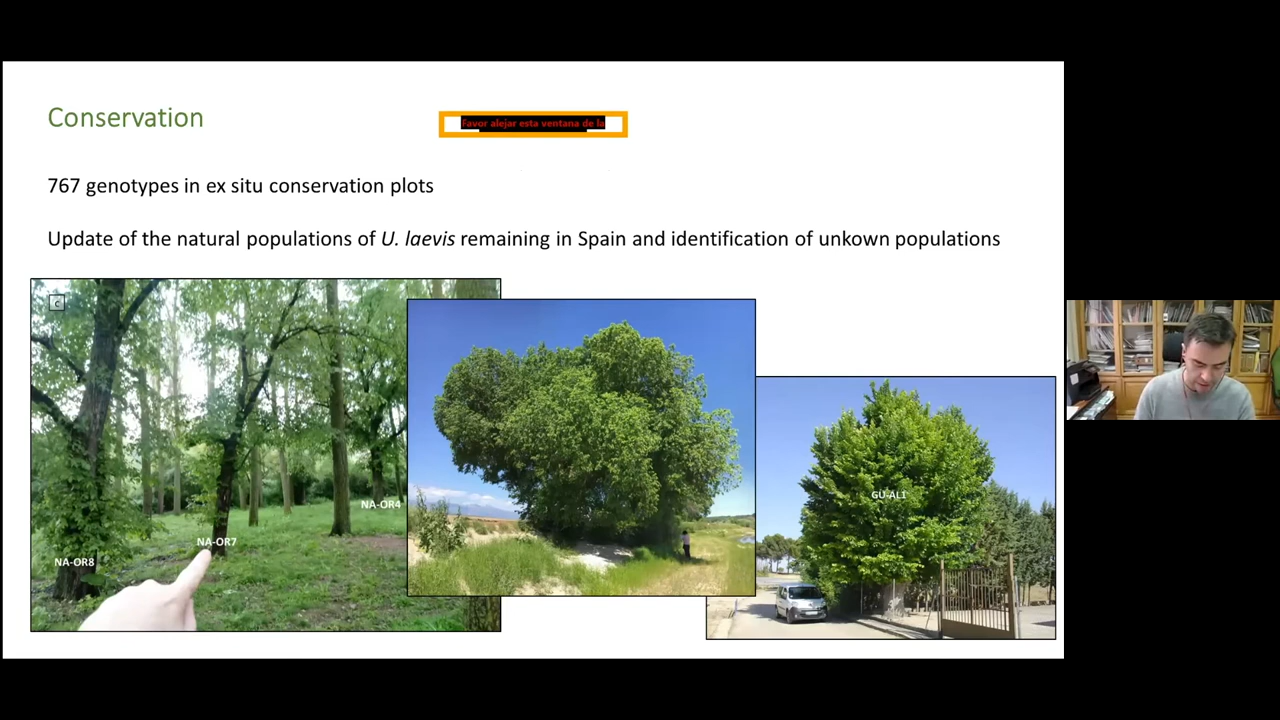 Conservation
Favor alejar esta ventana de la
767 genotypes in ex situ conservation plots
Update of the natural populations of U. laevis remaining in Spain and identification of unkown populations
c
NA-OR4
NA-OR7
NA-OR8
GU-AL1